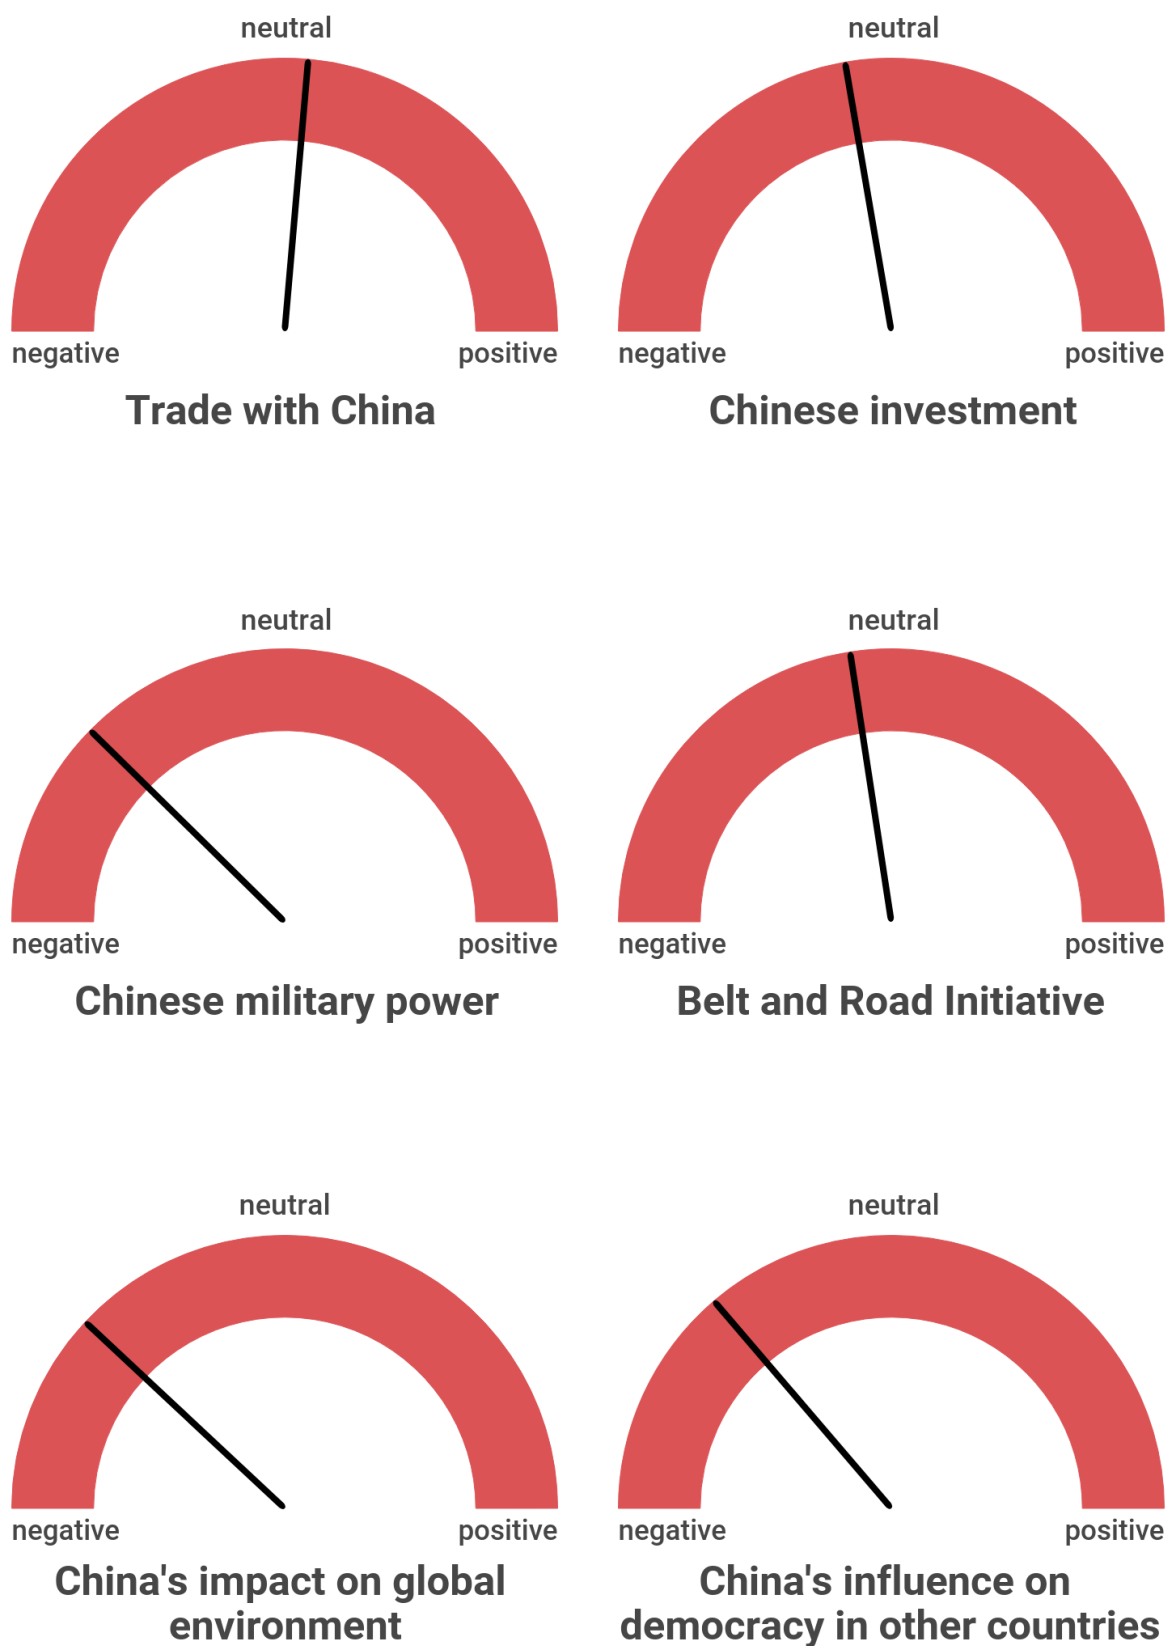 neutral
negative
positive
Trade with China
neutral
negative
positive
Chinese investment
neutral
negative
positive
Chinese military power
neutral
negative
positive
Belt and Road Initiative
neutral
negative
positive
China's impact on global
environment
neutral
negative
positive
China's influence on
democracy in other countries